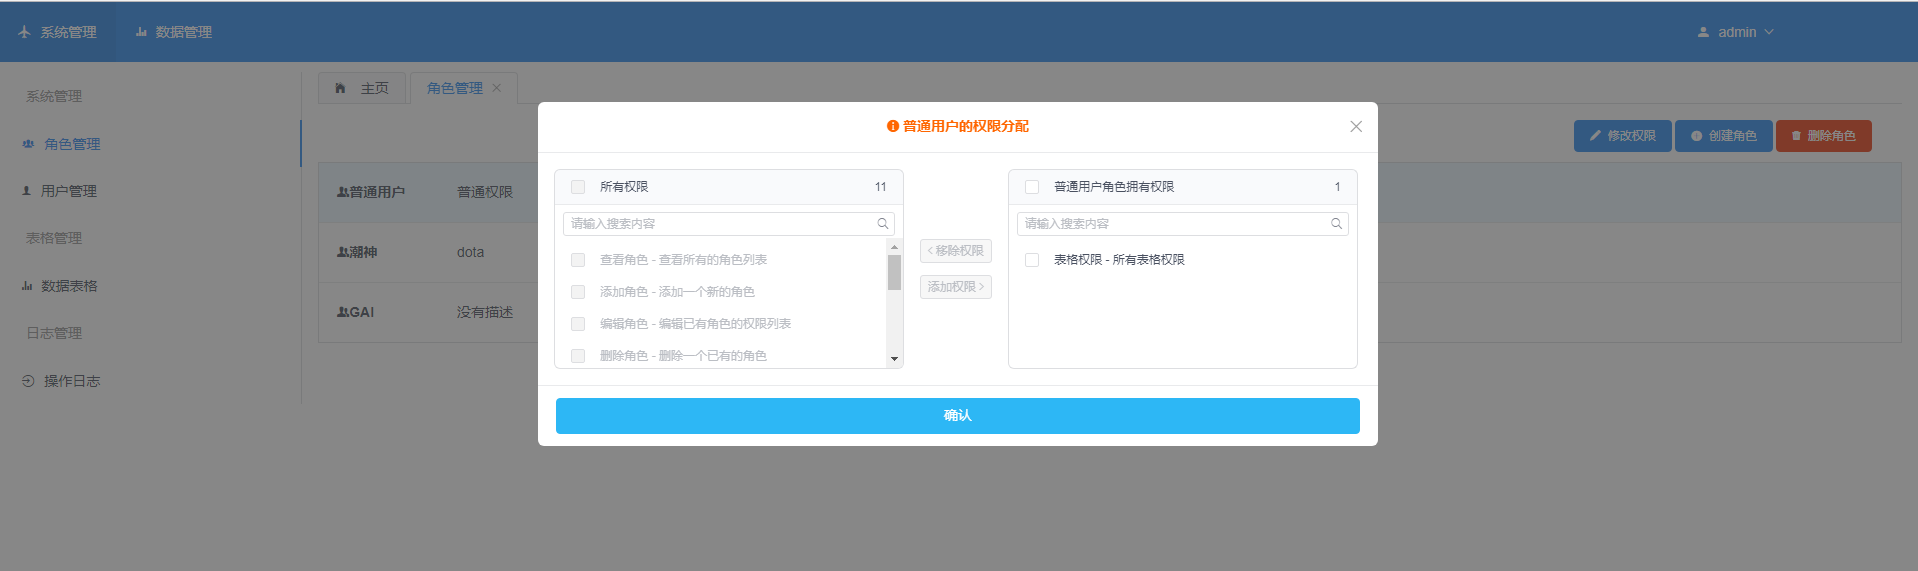 系统管理
数据管理
admin
系统管理
角色管理
用户管理
表格管理
数据表格
日志管理
操作日志
主页
角色管理
修改权限
创建角色
删除角色
普通用户 普通权限
潮神 dota
GAI 没有描述
普通用户的权限分配
所有权限 11
请输入搜索内容
查看角色 - 查看所有的角色列表
添加角色 - 添加一个新的角色
编辑角色 - 编辑已有角色的权限列表
删除角色 - 删除一个已有的角色
移除权限
添加权限
普通用户角色拥有权限 1
请输入搜索内容
表格权限 - 所有表格权限
确认